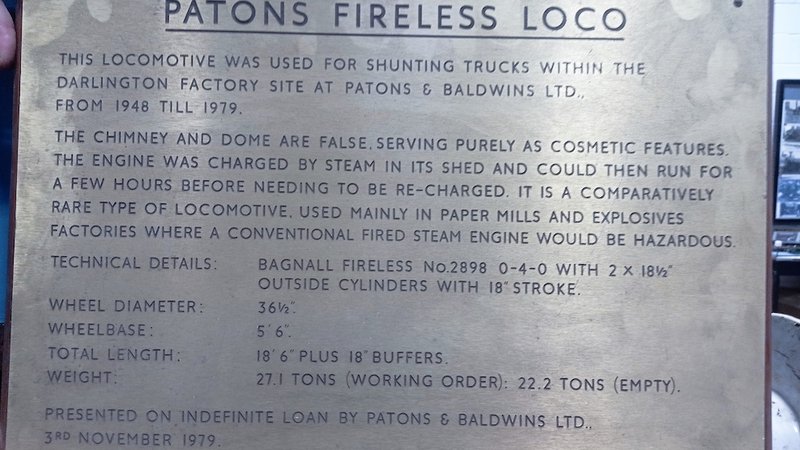 PATONS FIRELESS LOCO
THIS LOCOMOTIVE WAS USED FOR SHUNTING TRUCKS WITHIN THE
DARLINGTON FACTORY SITE AT PATONS & BALDWINS LTD.,
FROM 1948 TILL 1979.
THE CHIMNEY AND DOME ARE FALSE, SERVING PURELY AS COSMETIC FEATURES.
THE ENGINE WAS CHARGED BY STEAM IN ITS SHED AND COULD THEN RUN FOR
A FEW HOURS BEFORE NEEDING TO BE RE-CHARGED. IT IS A COMPARATIVELY
RARE TYPE OF LOCOMOTIVE, USED MAINLY IN PAPER MILLS AND EXPLOSIVES
FACTORIES WHERE A CONVENTIONAL FIRED STEAM ENGINE WOULD BE HAZARDOUS.
TECHNICAL DETAILS: BAGNALL FIRELESS No.2898 0-4-0 WITH 2 X 18½"
OUTSIDE CYLINDERS WITH 18" STROKE.
WHEEL DIAMETER: 36½".
WHEELBASE: 5' 6".
TOTAL LENGTH: 18' 6" PLUS 18" BUFFERS.
WEIGHT: 27.1 TONS (WORKING ORDER): 22.2 TONS (EMPTY).
PRESENTED ON INDEFINITE LOAN BY PATONS & BALDWINS LTD.,
3RD NOVEMBER 1979.